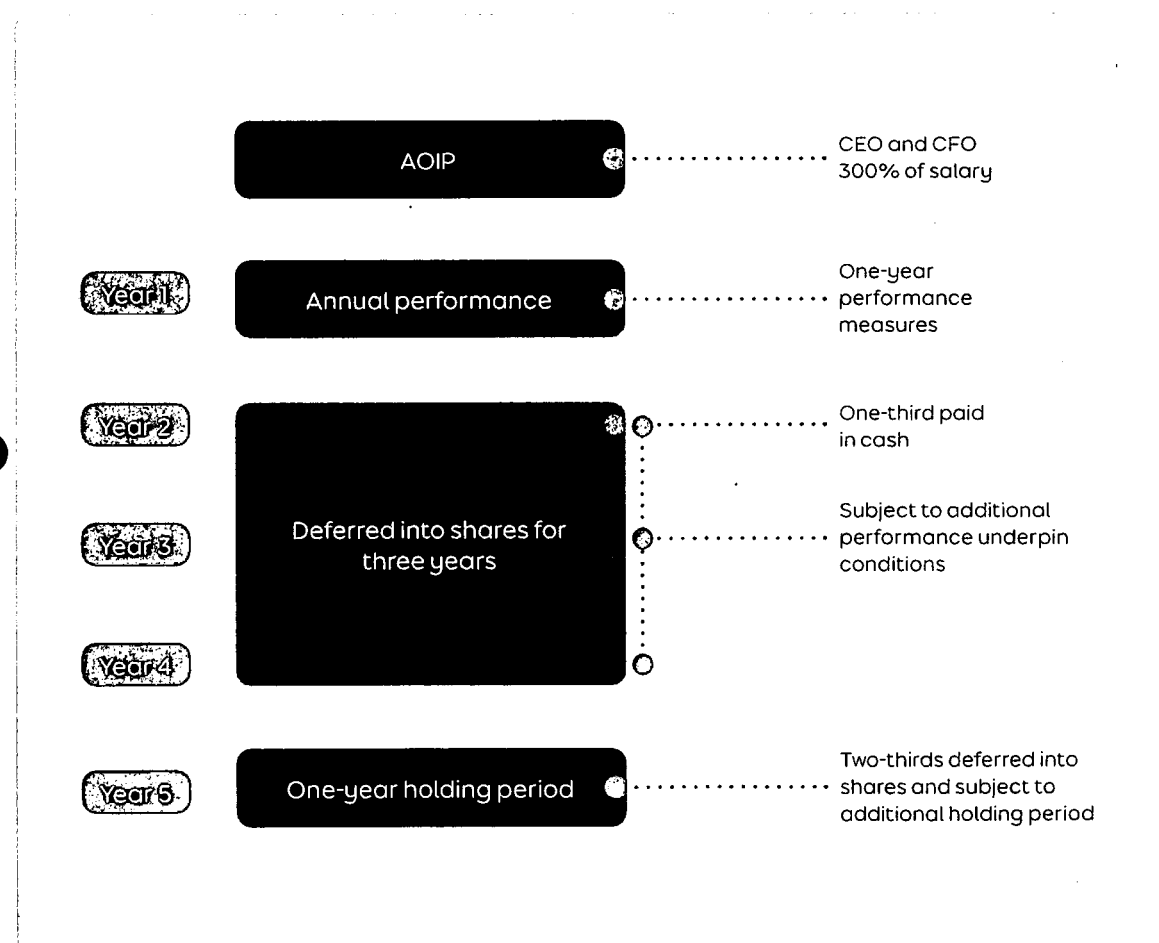 AOIP
CEO and CFO
300% of salary
Year 1
Annual performance
One-year
performance
measures
Year 2
One-third paid
in cash
Year 3
Deferred into shares for
three years
Subject to additional
performance underpin
conditions
Year 4
Year 5
One-year holding period
Two-thirds deferred into
shares and subject to
additional holding period